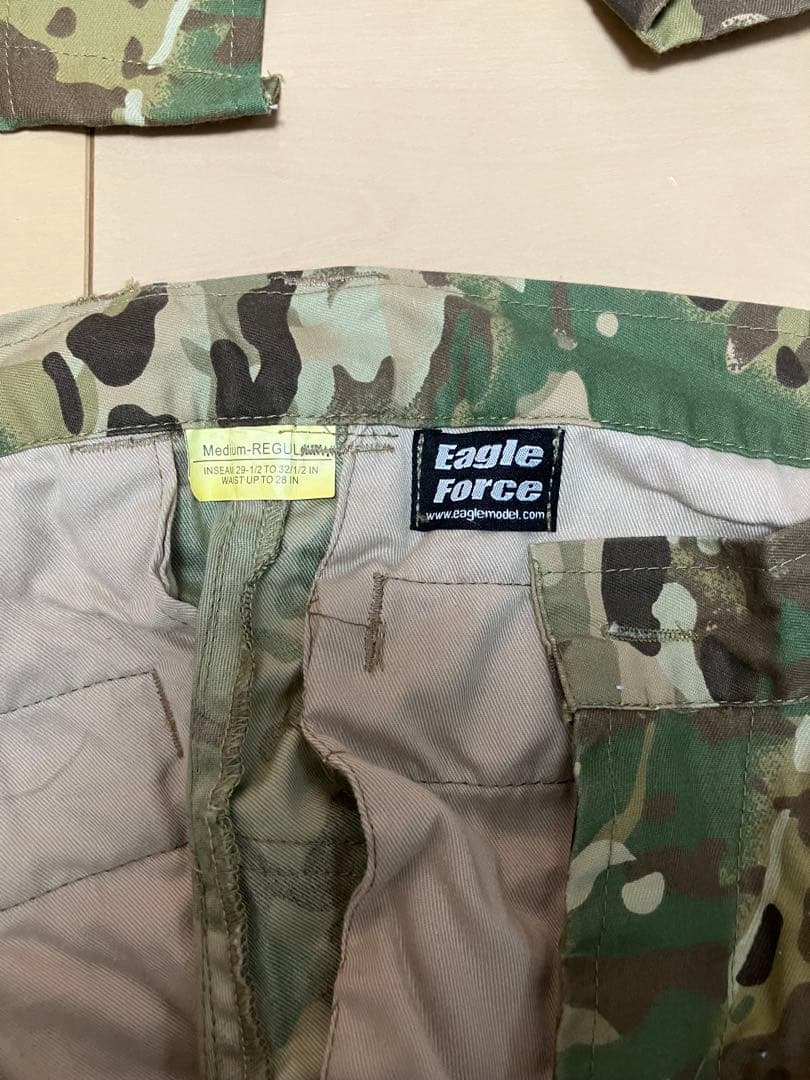 Medium-REGUL
INSEAM 29-1/2 TO 32/1/2 IN
WAIST UP TO 28 IN
Eagle
Force
www.eaglemodel.com